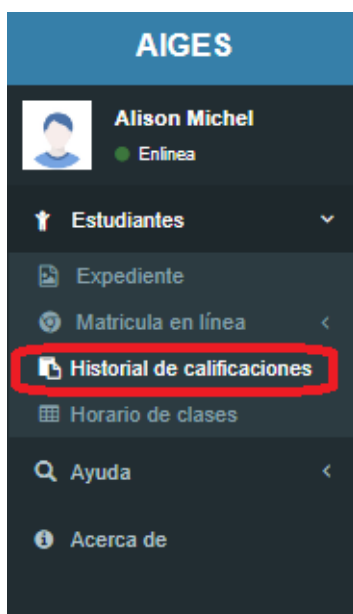 AIGES
Alison Michel
Enlinea
Estudiantes
Expediente
Matricula en línea
Historial de calificaciones
Horario de clases
Ayuda
Acerca de